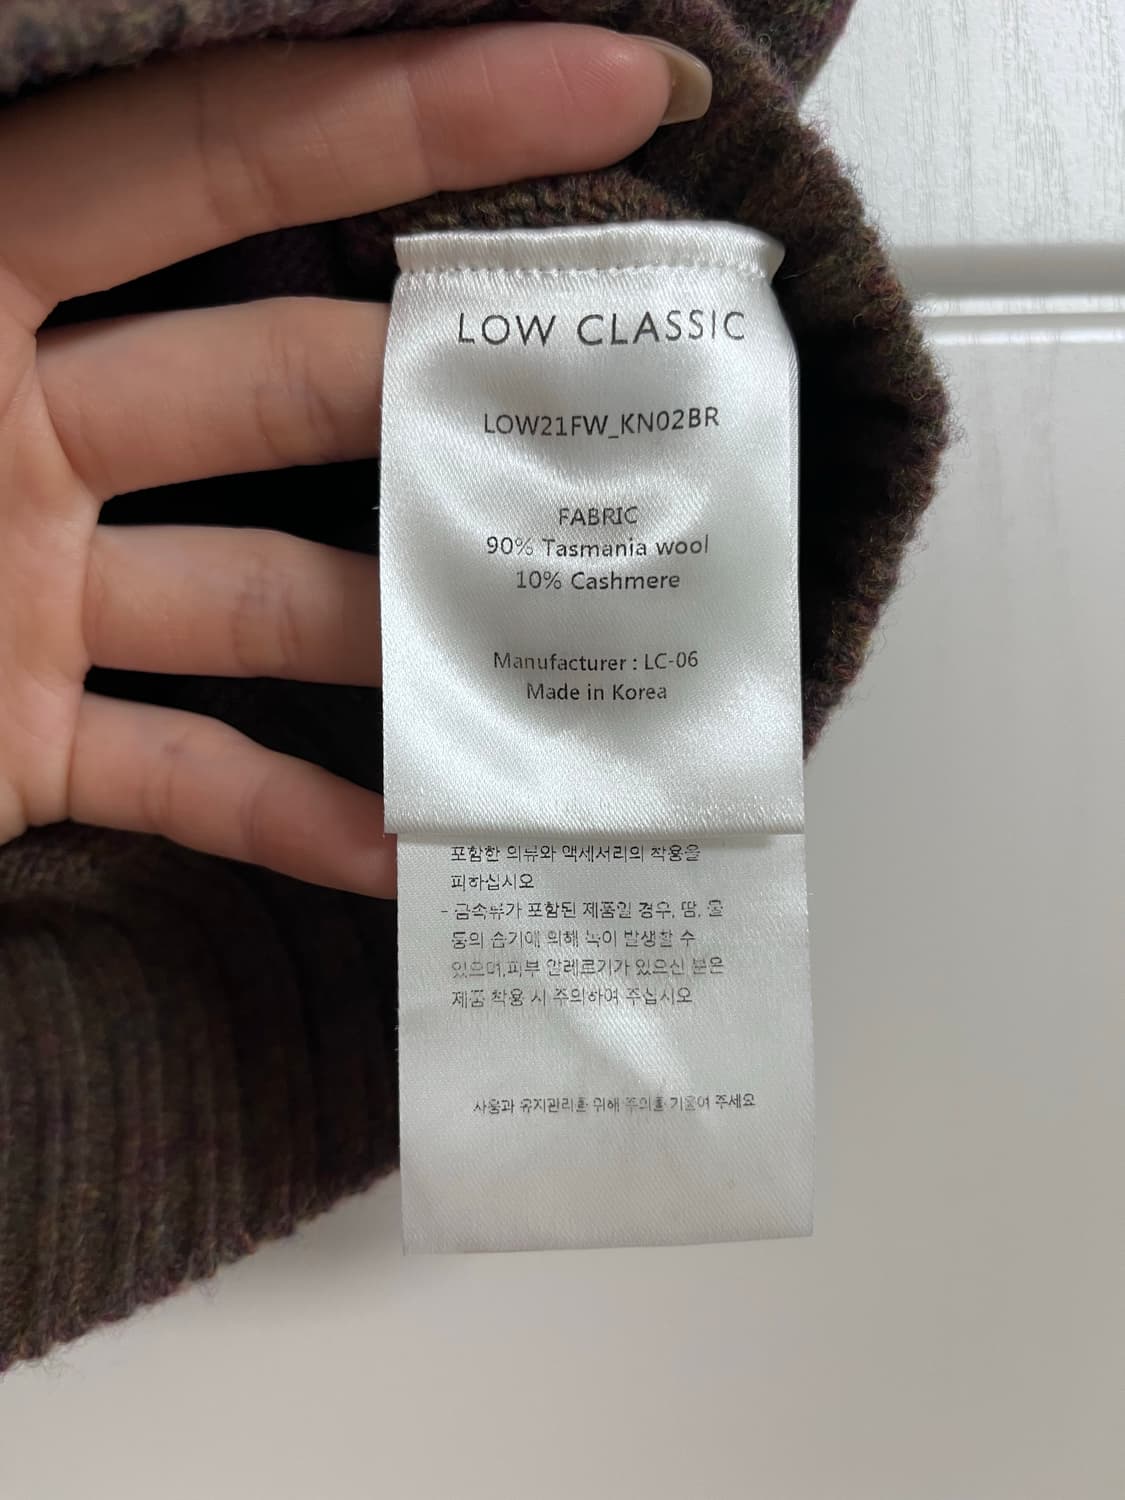 LOW CLASSIC
LOW21FW_KN02BR
FABRIC
90% Tasmania wool
10% Cashmere
Manufacturer : LC-06
Made in Korea
포함한 의류와 액세서리의 착용을
피하십시오
- 금속류가 포함된 제품일 경우, 땀, 물
등의 습기에 의해 녹이 발생할 수
있으며,피부 알레르기가 있으신 분은
제품 착용 시 주의하여 주십시오
사용과 유지관리를 위해 주의를 기울여 주세요